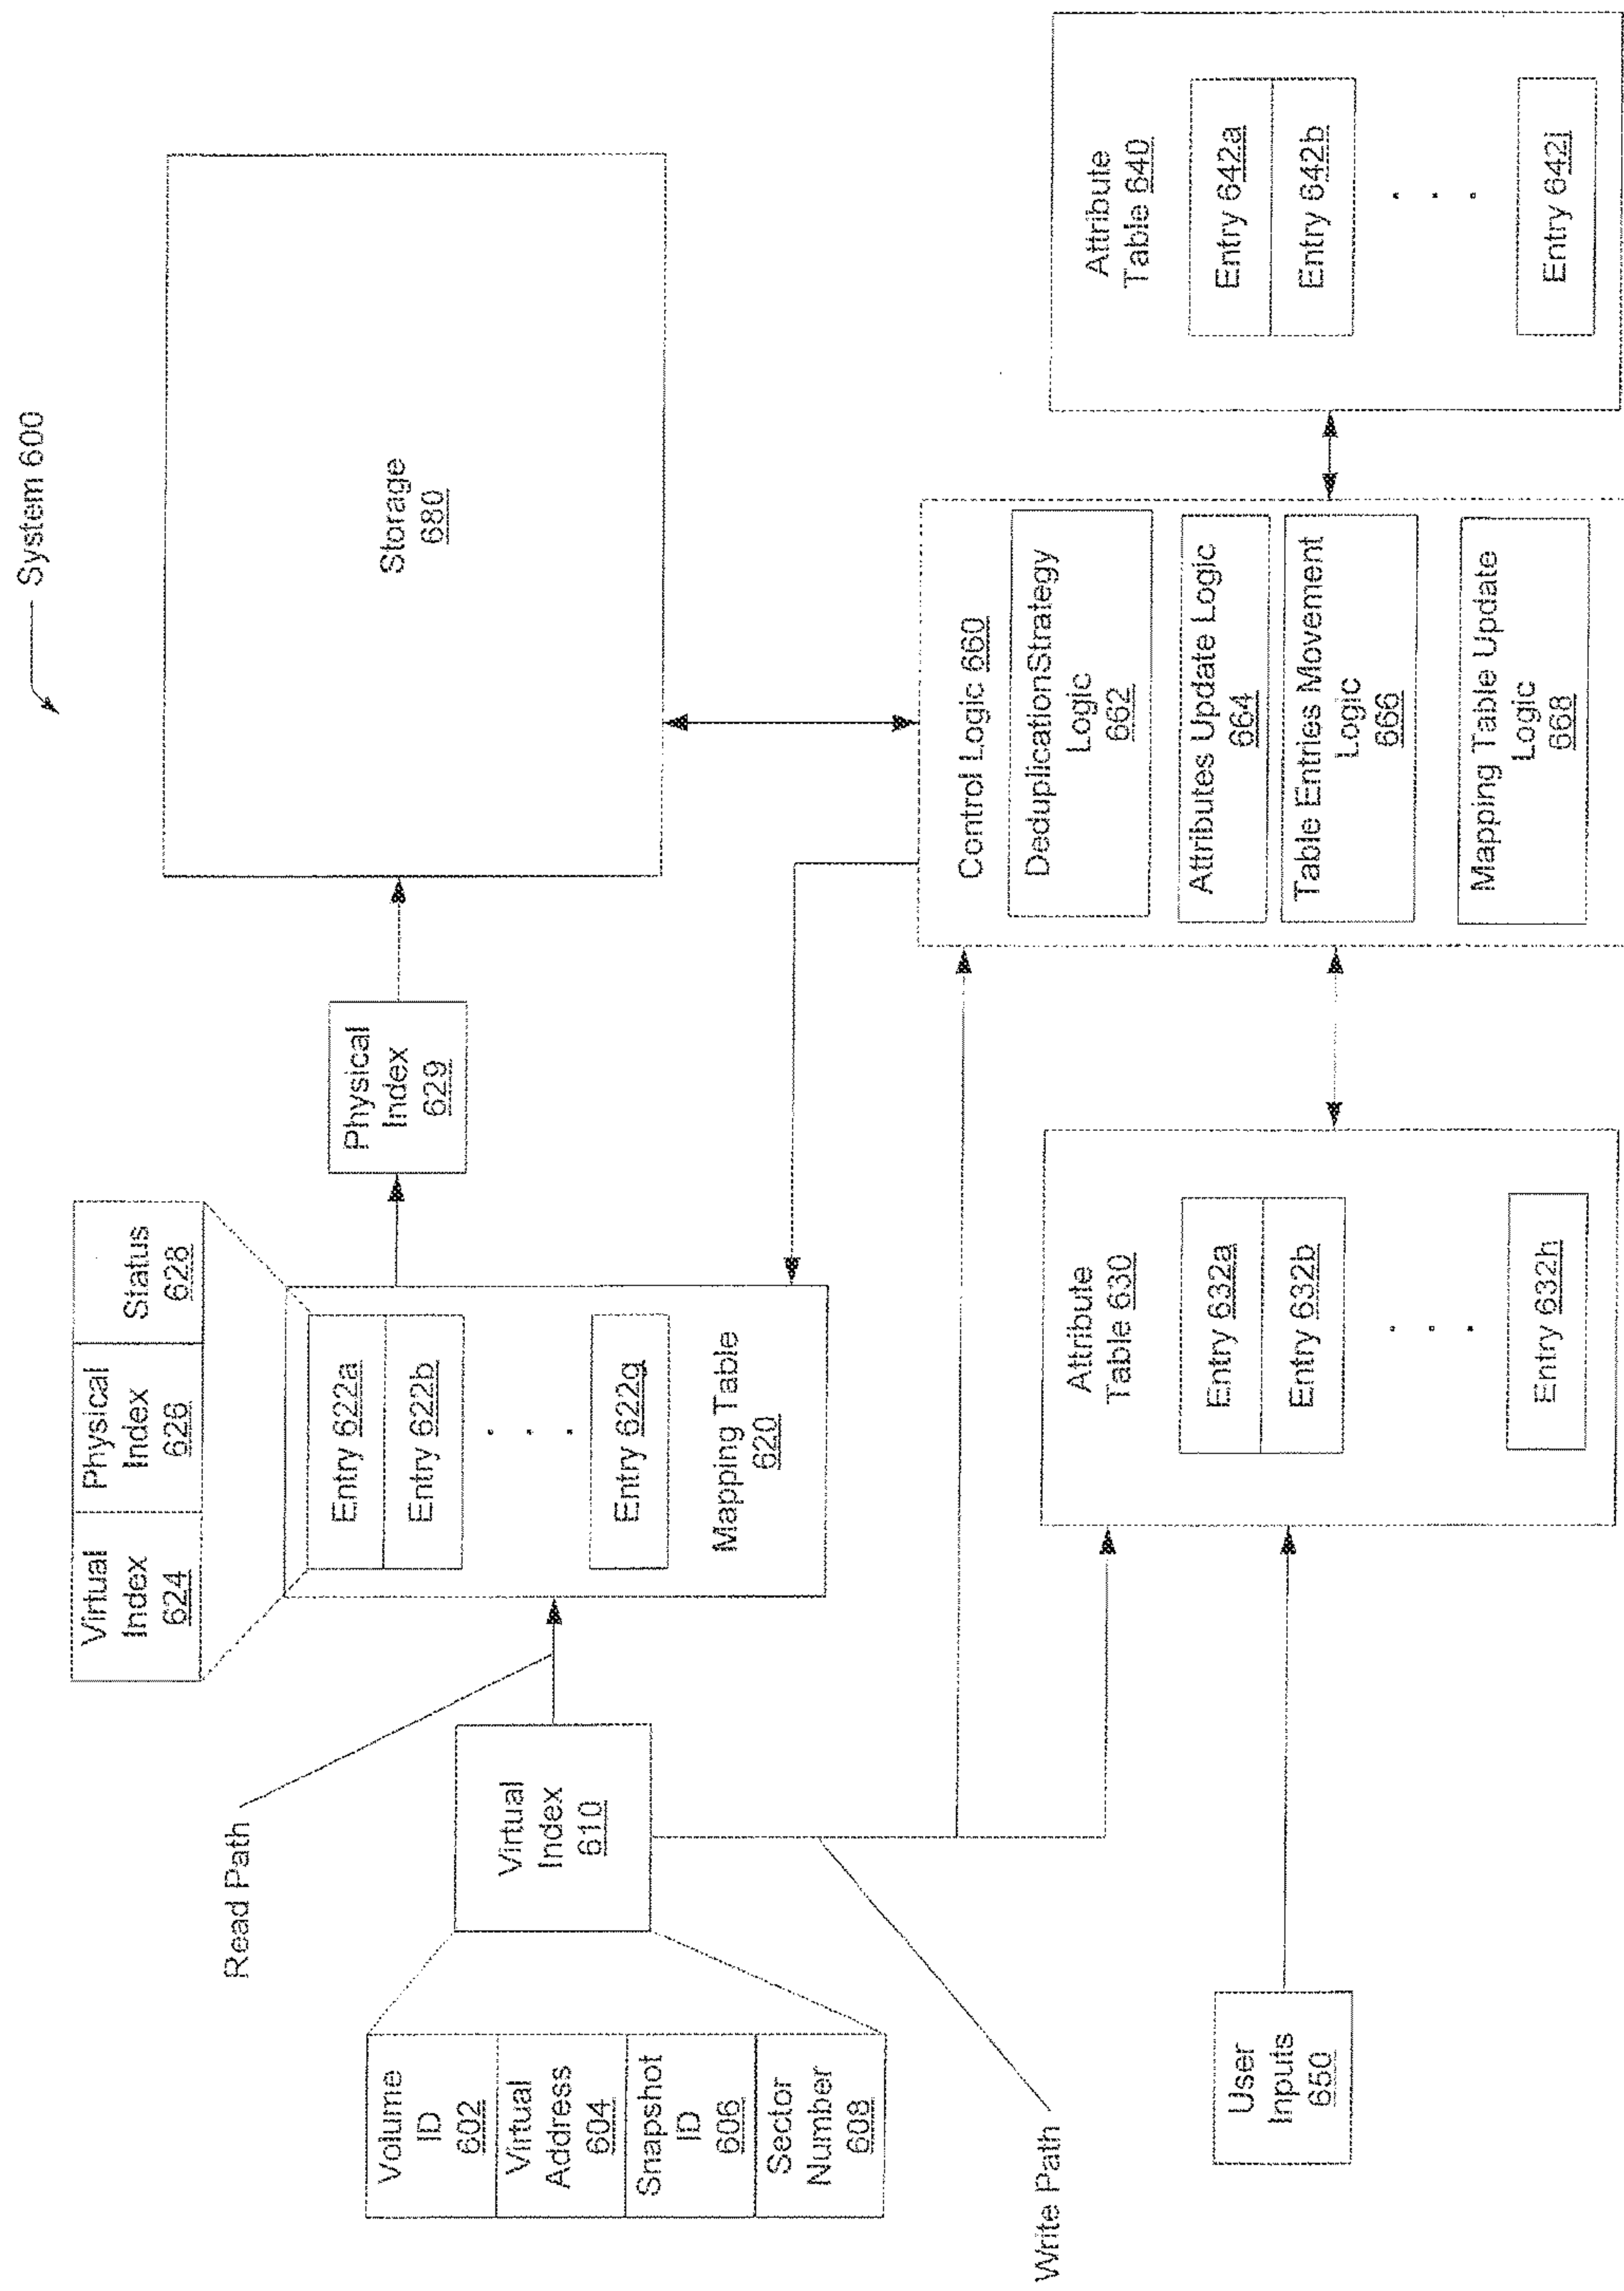 System 600
Virtual
Index
624
Physical
Index
626
Status
628
Read Path
Volume
ID
602
Virtual
Address
604
Snapshot
ID
606
Sector
Number
608
Virtual
Index
610
Entry 622a
Entry 622b
. . .
Entry 622g
Mapping Table
620
Physical
Index
629
Storage
680
Write Path
User
Inputs
650
Attribute
Table 630
Entry 632a
Entry 632b
. . .
Entry 632h
Control Logic 660
DeduplicationStrategy
Logic
662
Attributes Update Logic
664
Table Entries Movement
Logic
666
Mapping Table Update
Logic
668
Attribute
Table 640
Entry 642a
Entry 642b
. . .
Entry 642j